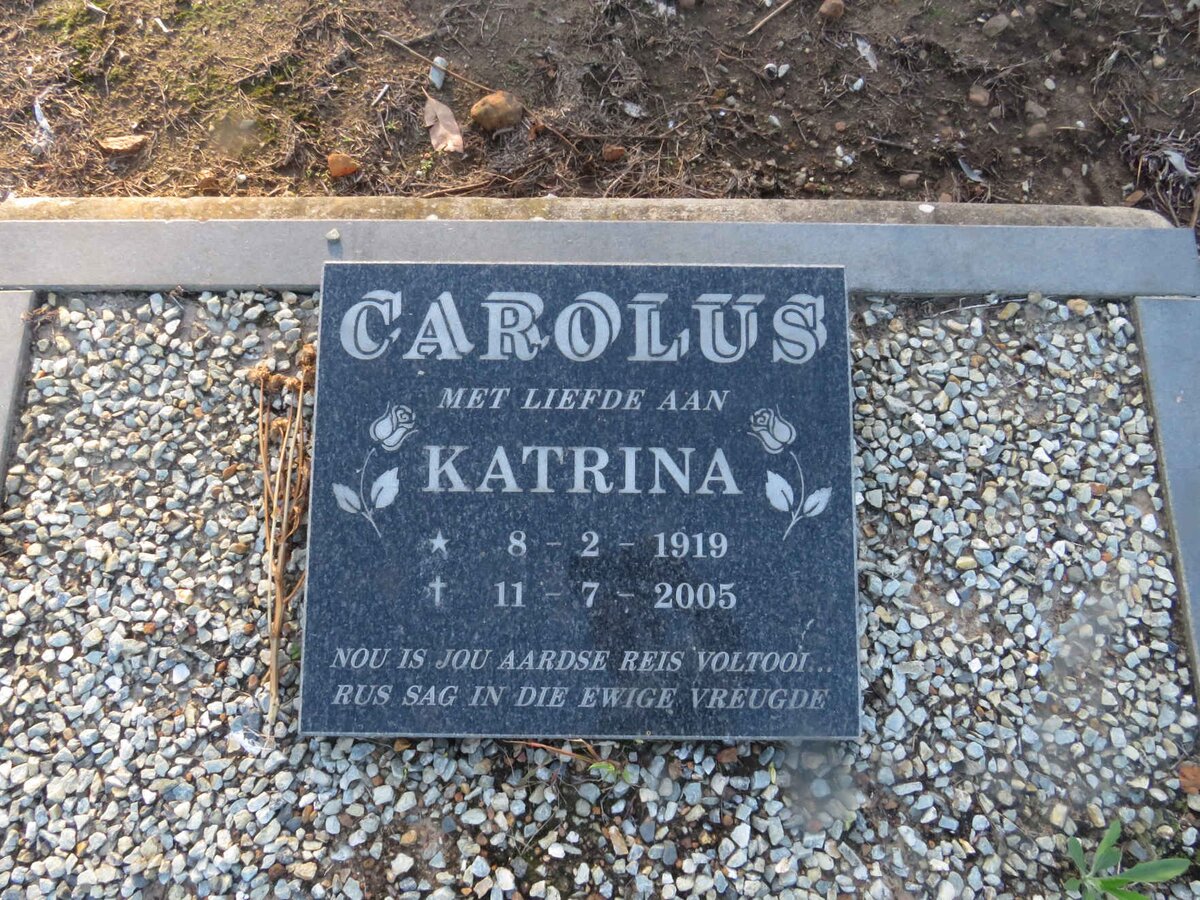 CAROLUS
MET LIEFDE AAN
KATRINA
8 - 2 - 1919
11 - 7 - 2005
NOU IS JOU AARDSE REIS VOLTOOI...
RUS SAG IN DIE EWIGE VREUGDE